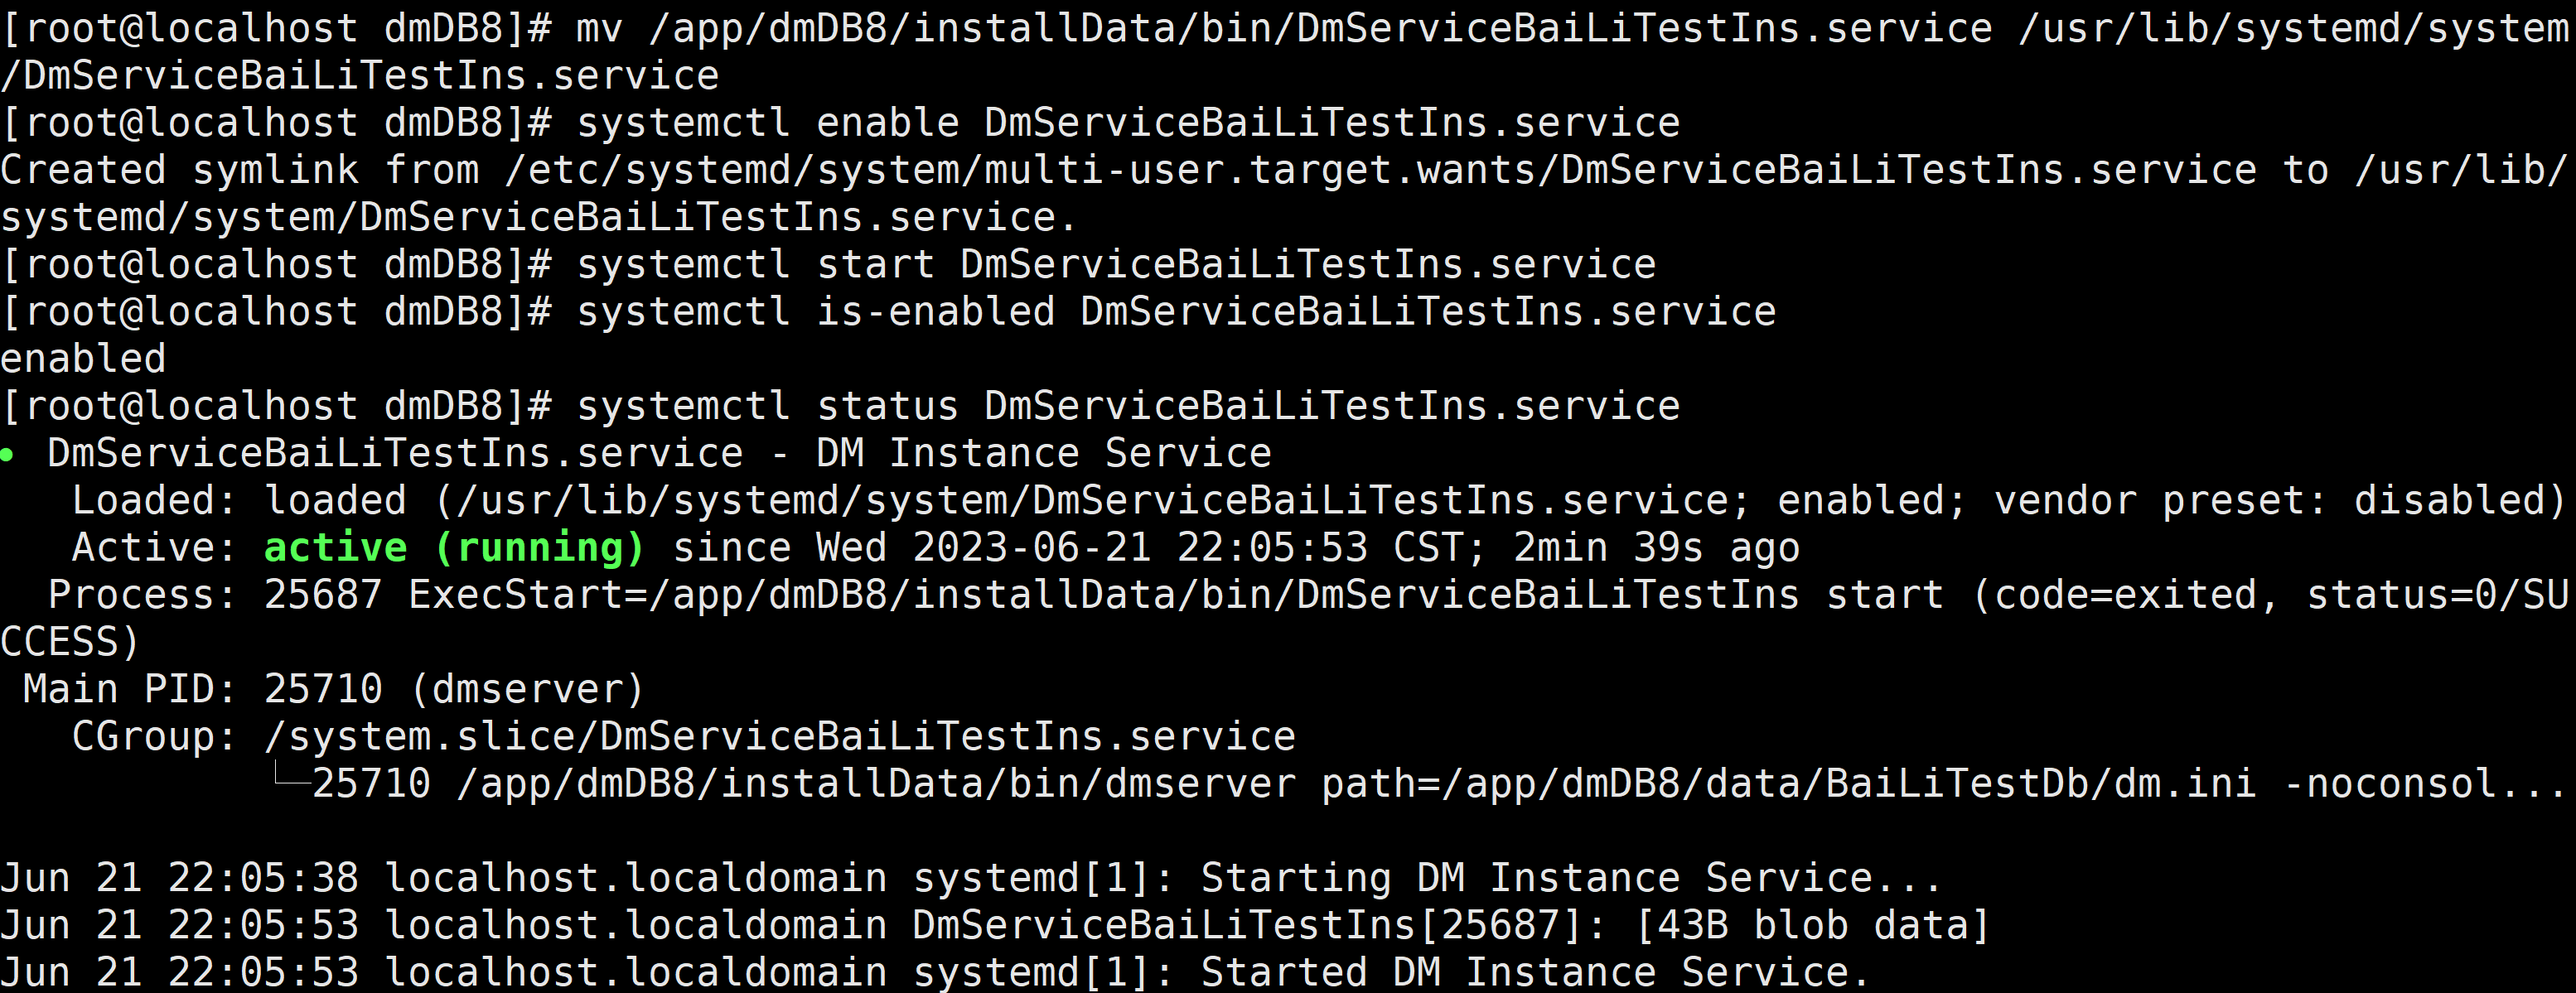 [root@localhost dmDB8]# mv /app/dmDB8/installData/bin/DmServiceBaiLiTestIns.service /usr/lib/systemd/system
/DmServiceBaiLiTestIns.service
[root@localhost dmDB8]# systemctl enable DmServiceBaiLiTestIns.service
Created symlink from /etc/systemd/system/multi-user.target.wants/DmServiceBaiLiTestIns.service to /usr/lib/
systemd/system/DmServiceBaiLiTestIns.service.
[root@localhost dmDB8]# systemctl start DmServiceBaiLiTestIns.service
[root@localhost dmDB8]# systemctl is-enabled DmServiceBaiLiTestIns.service
enabled
[root@localhost dmDB8]# systemctl status DmServiceBaiLiTestIns.service
● DmServiceBaiLiTestIns.service - DM Instance Service
   Loaded: loaded (/usr/lib/systemd/system/DmServiceBaiLiTestIns.service; enabled; vendor preset: disabled)
   Active: active (running) since Wed 2023-06-21 22:05:53 CST; 2min 39s ago
  Process: 25687 ExecStart=/app/dmDB8/installData/bin/DmServiceBaiLiTestIns start (code=exited, status=0/SU
CCESS)
 Main PID: 25710 (dmserver)
   CGroup: /system.slice/DmServiceBaiLiTestIns.service
           └─25710 /app/dmDB8/installData/bin/dmserver path=/app/dmDB8/data/BaiLiTestDb/dm.ini -noconsol...
Jun 21 22:05:38 localhost.localdomain systemd[1]: Starting DM Instance Service...
Jun 21 22:05:53 localhost.localdomain DmServiceBaiLiTestIns[25687]: [43B blob data]
Jun 21 22:05:53 localhost.localdomain systemd[1]: Started DM Instance Service.